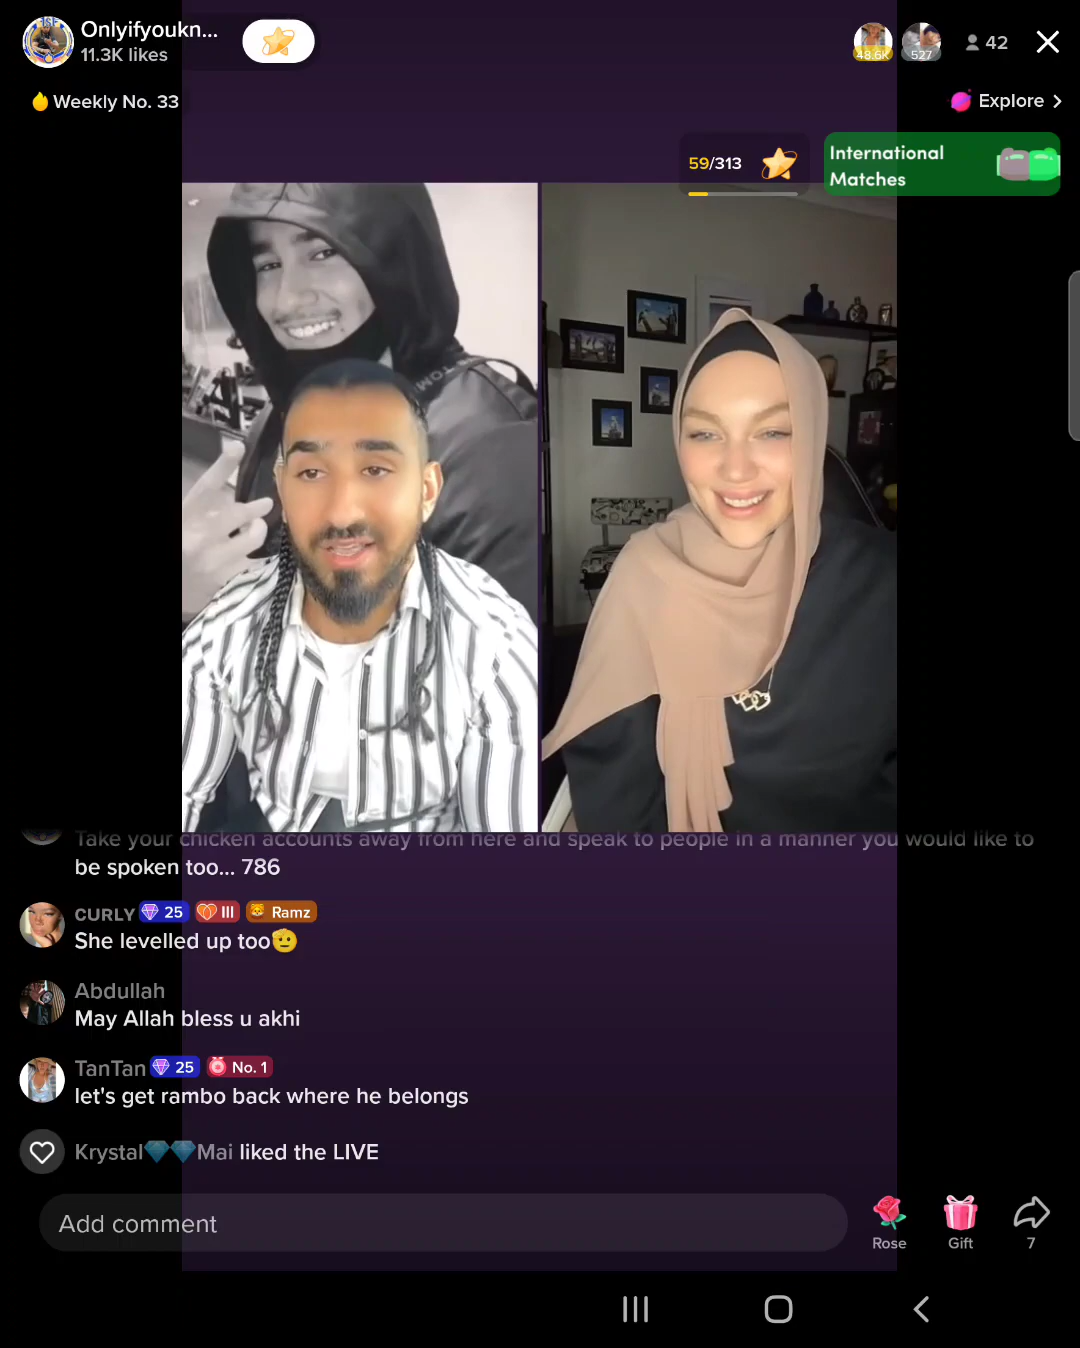 Onlyifyoukn...
11.3K likes
48.6K
527
42
Weekly No. 33
Explore >
59/313
International
Matches
TOM
Take your chicken accounts away from here and speak to people in a manner you would like to
be spoken too... 786
CURLY 25 III Ramz
She levelled up too🫡
Abdullah
May Allah bless u akhi
TanTan 25 No. 1
let's get rambo back where he belongs
Krystal💎💎Mai liked the LIVE
Add comment
Rose
Gift
7